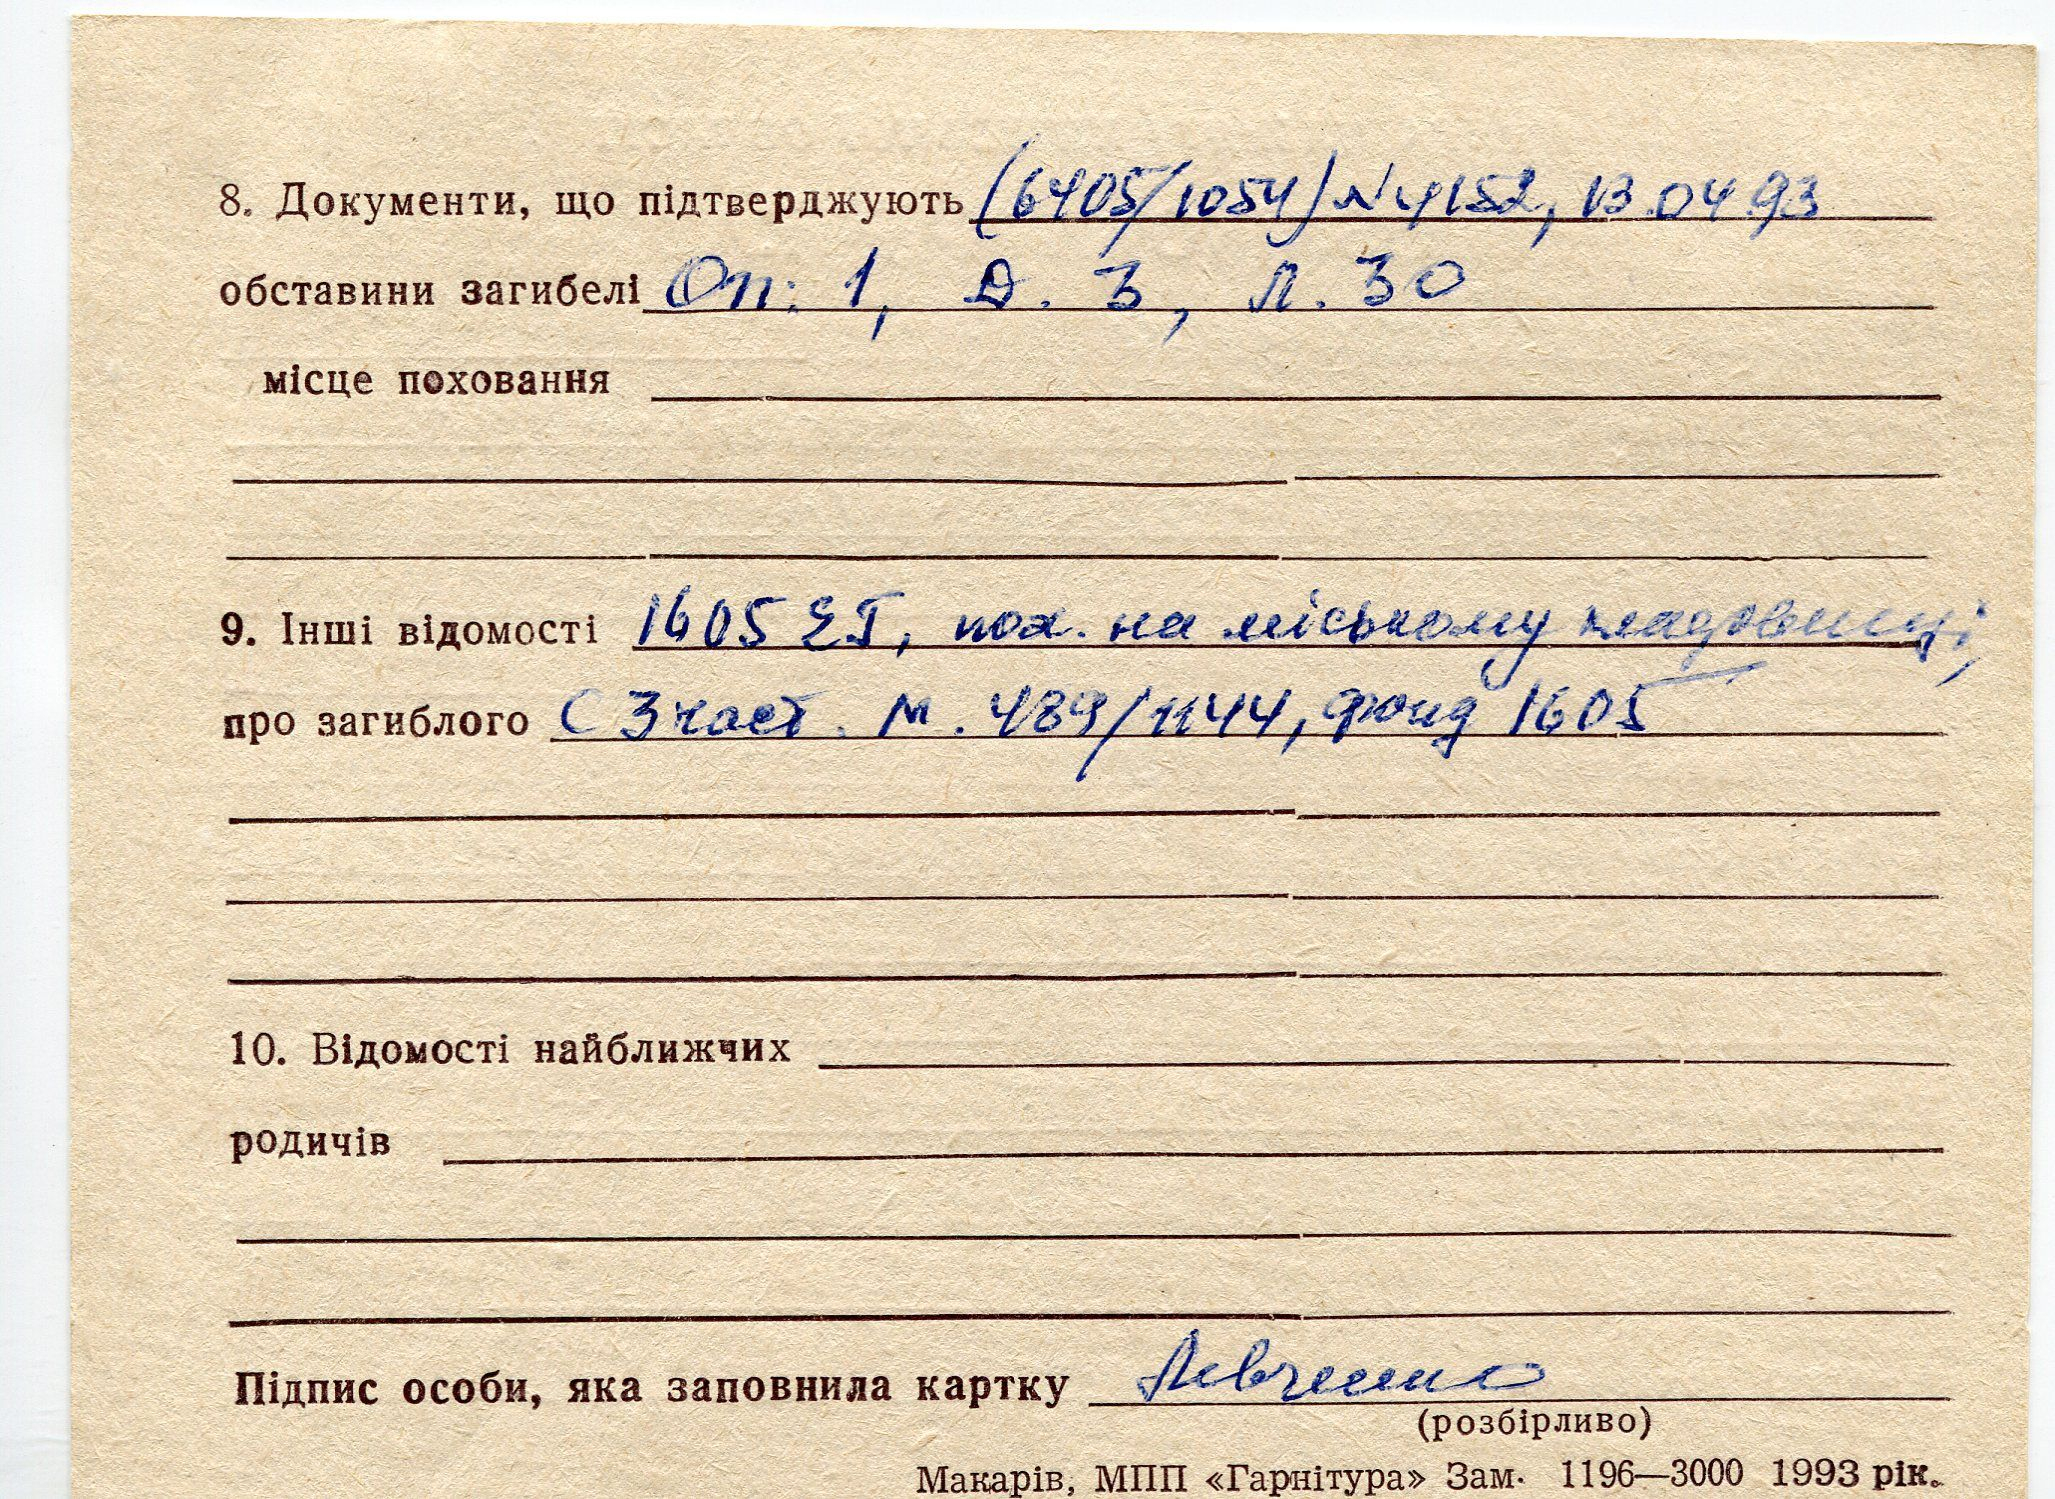 8. Документи, що підтверджують (6405/1054) №4152, 13.04.93
обставини загибелі Оп: 1, Д. 3, Л. 30
місце поховання
9. Інші відомості 1605 ЕГ, пох. на міському кладовищі,
про загиблого С 3 част. м. 489/1144, фонд 1605
10. Відомості найближчих
родичів
Підпис особи, яка заповнила картку Левченко
(розбірливо)
Макарів, МПП «Гарнітура» Зам. 1196—3000 1993 рік.